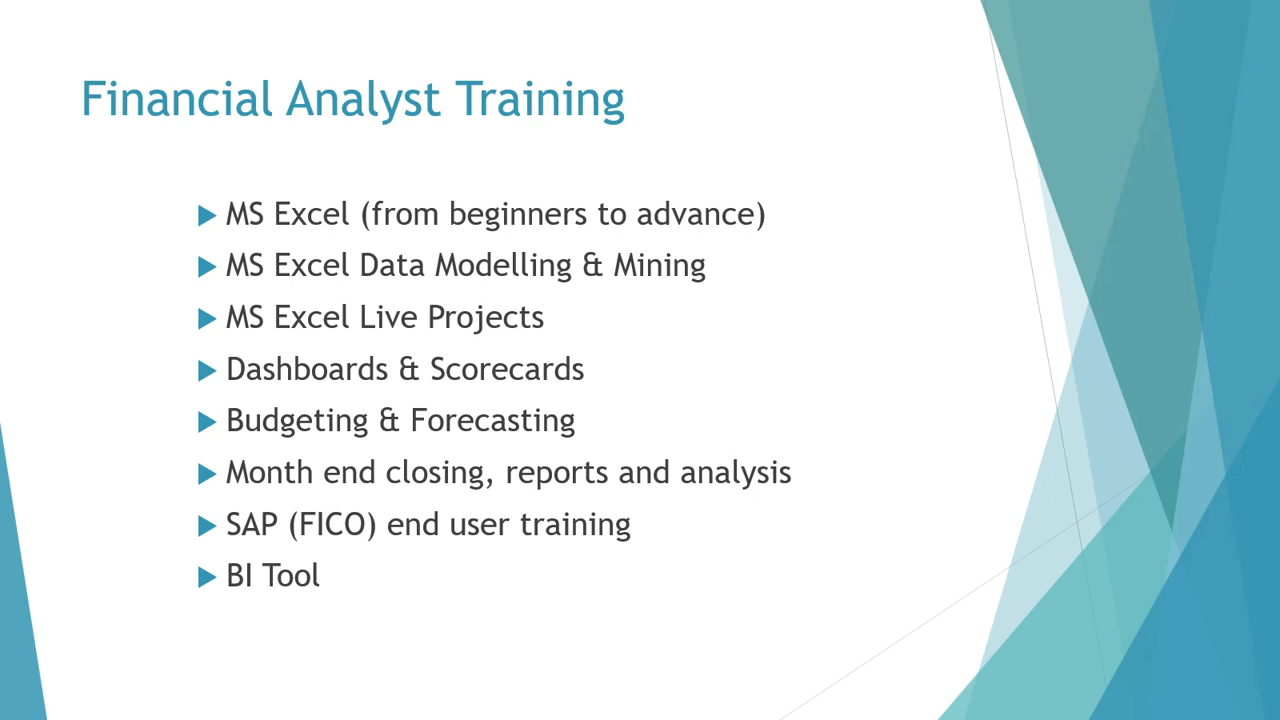 Financial Analyst Training
MS Excel (from beginners to advance)
MS Excel Data Modelling & Mining
MS Excel Live Projects
Dashboards & Scorecards
Budgeting & Forecasting
Month end closing, reports and analysis
SAP (FICO) end user training
BI Tool